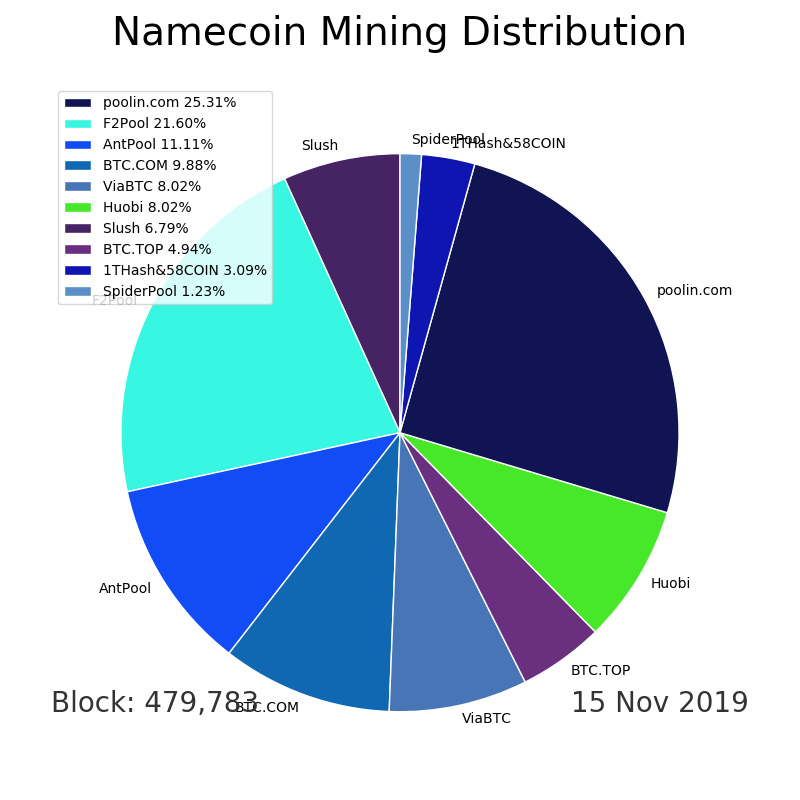 Namecoin Mining Distribution
poolin.com 25.31%
F2Pool 21.60%
AntPool 11.11%
BTC.COM 9.88%
ViaBTC 8.02%
Huobi 8.02%
Slush 6.79%
BTC.TOP 4.94%
1THash&58COIN 3.09%
SpiderPool 1.23%
Slush
SpiderPool
1THash&58COIN
poolin.com
F2Pool
Huobi
AntPool
BTC.TOP
BTC.COM
ViaBTC
Block: 479,783
15 Nov 2019